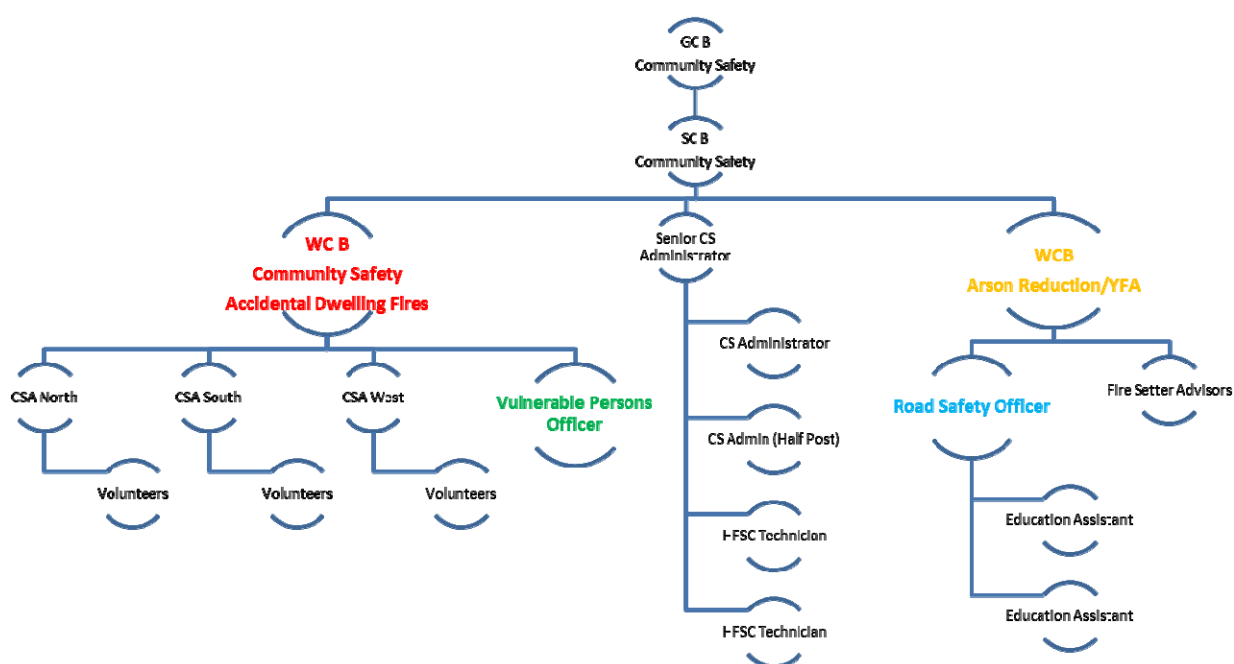 GC B
Community Safety
SC B
Community Safety
WC B
Community Safety
Accidental Dwelling Fires
Senior CS
Administrator
WCB
Arson Reduction/YFA
CS Administrator
CSA North
CSA South
CSA West
Vulnerable Persons
Officer
Road Safety Officer
Fire Setter Advisors
CS Admin (Half Post)
Volunteers
Volunteers
Volunteers
HFSC Technician
Education Assistant
HFSC Technician
Education Assistant